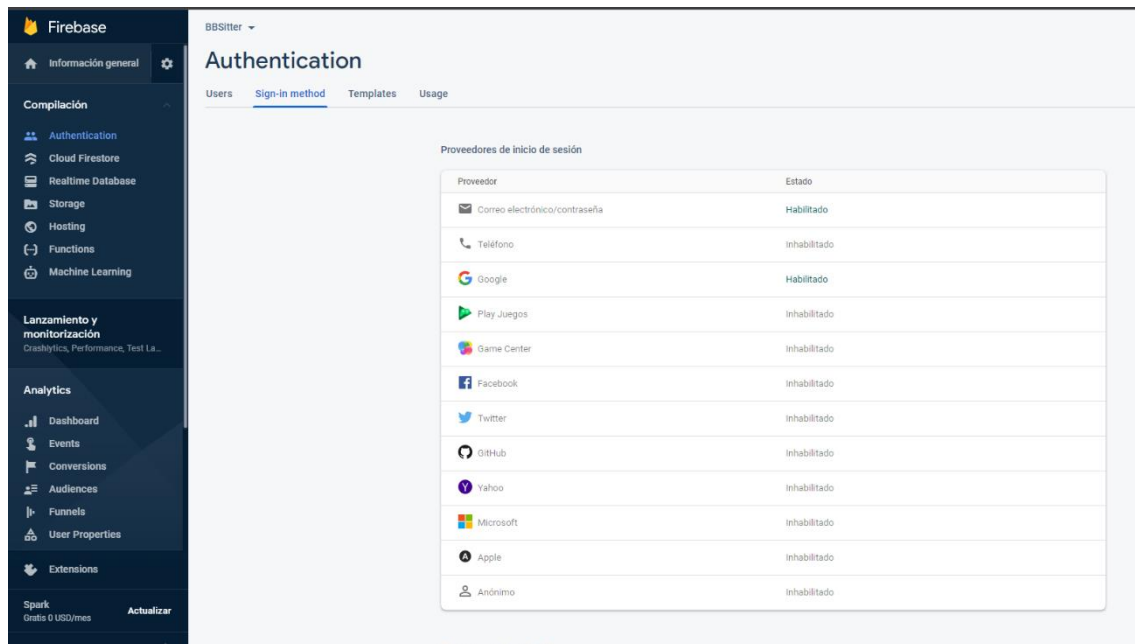 Firebase
Información general
Compilación
Authentication
Cloud Firestore
Realtime Database
Storage
Hosting
Functions
Machine Learning
Lanzamiento y
monitorización
Crashlytics, Performance, Test La...
Analytics
Dashboard
Events
Conversions
Audiences
Funnels
User Properties
Extensions
Spark
Gratis 0 USD/mes
Actualizar
BBSitter
Authentication
Users Sign-in method Templates Usage
Proveedores de inicio de sesión
Proveedor Estado
Correo electrónico/contraseña Habilitado
Teléfono Inhabilitado
Google Habilitado
Play Juegos Inhabilitado
Game Center Inhabilitado
Facebook Inhabilitado
Twitter Inhabilitado
GitHub Inhabilitado
Yahoo Inhabilitado
Microsoft Inhabilitado
Apple Inhabilitado
Anónimo Inhabilitado